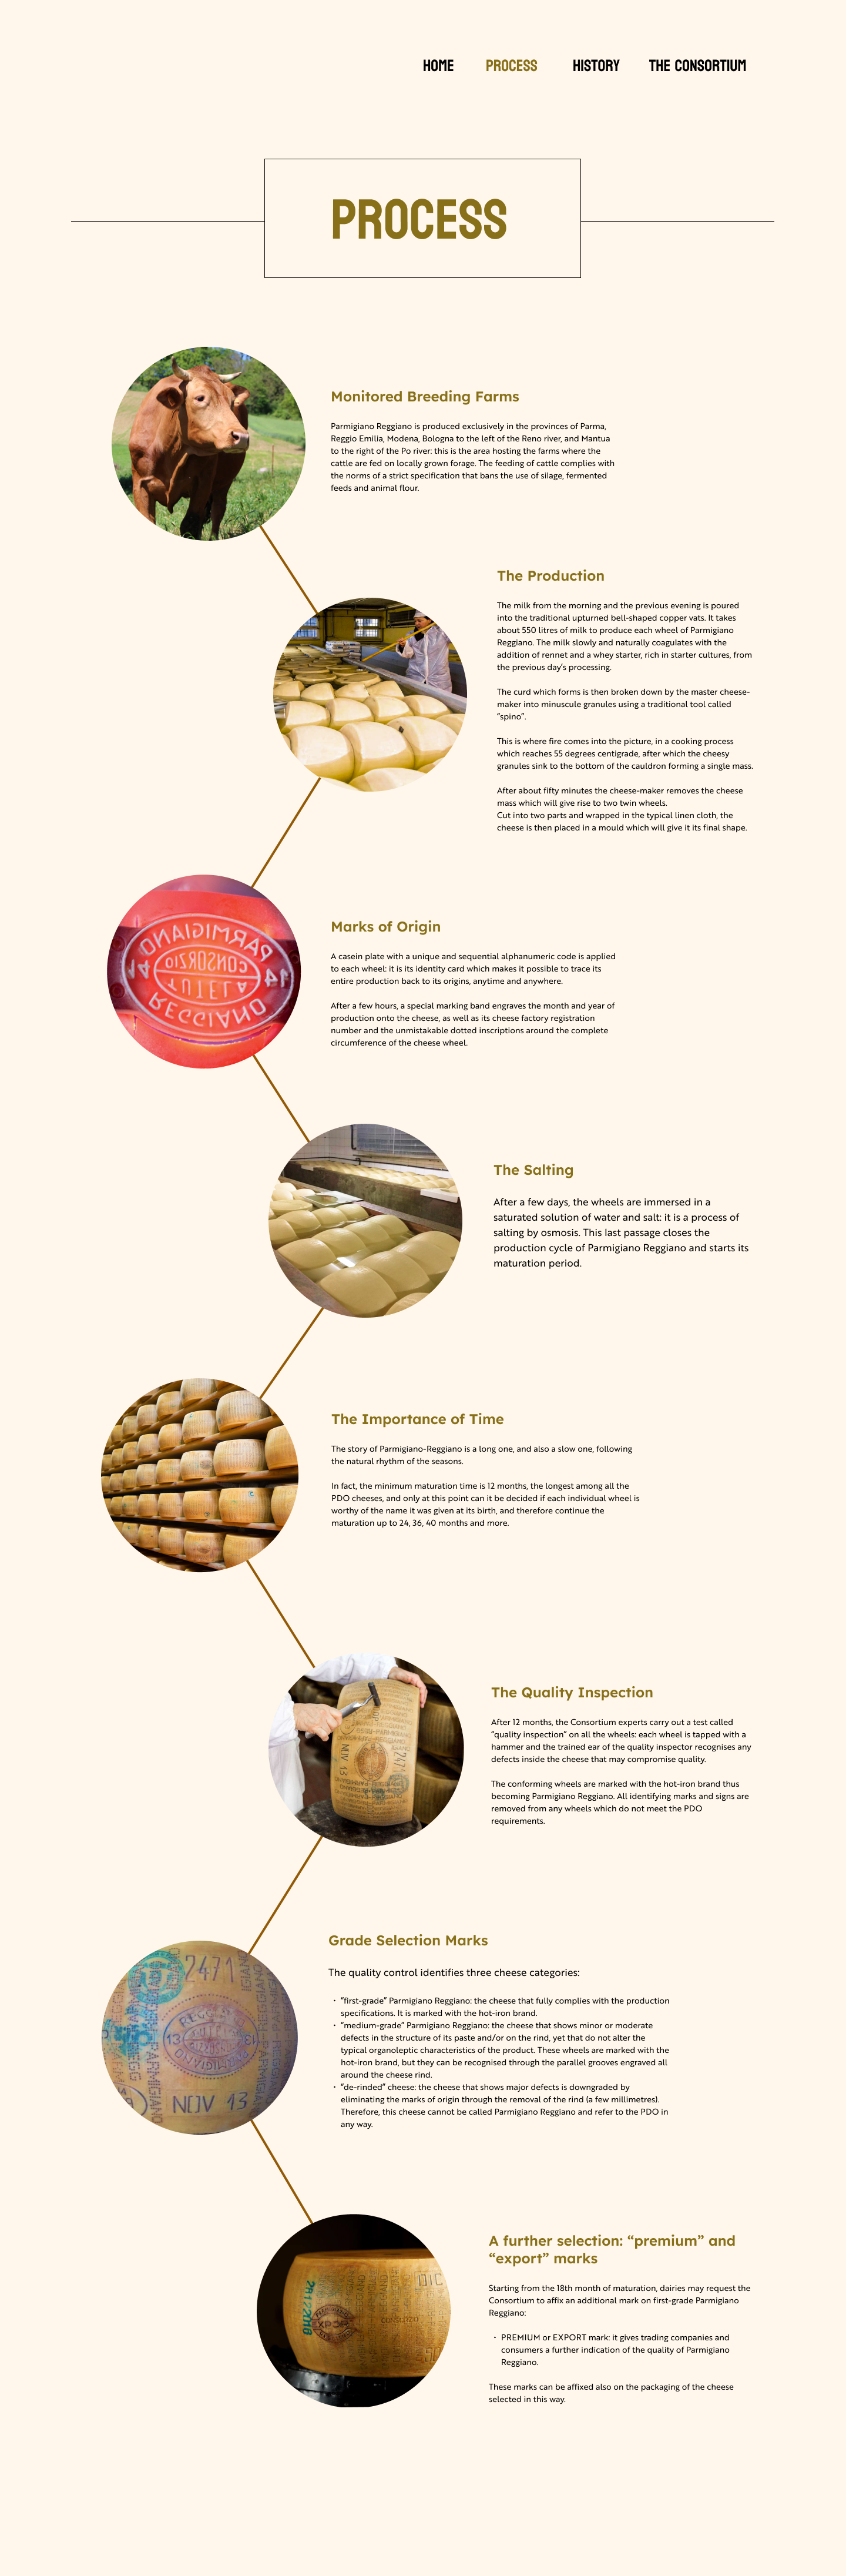 HOME PROCESS HISTORY THE CONSORTIUM
PROCESS
Monitored Breeding Farms
Parmigiano Reggiano is produced exclusively in the provinces of Parma,
Reggio Emilia, Modena, Bologna to the left of the Reno river, and Mantua
to the right of the Po river: this is the area hosting the farms where the
cattle are fed on locally grown forage. The feeding of cattle complies with
the norms of a strict specification that bans the use of silage, fermented
feeds and animal flour.
The Production
The milk from the morning and the previous evening is poured
into the traditional upturned bell-shaped copper vats. It takes
about 550 litres of milk to produce each wheel of Parmigiano
Reggiano. The milk slowly and naturally coagulates with the
addition of rennet and a whey starter, rich in starter cultures, from
the previous day's processing.
The curd which forms is then broken down by the master cheese-
maker into minuscule granules using a traditional tool called
“spino”.
This is where fire comes into the picture, in a cooking process
which reaches 55 degrees centigrade, after which the cheesy
granules sink to the bottom of the cauldron forming a single mass.
After about fifty minutes the cheese-maker removes the cheese
mass which will give rise to two twin wheels.
Cut into two parts and wrapped in the typical linen cloth, the
cheese is then placed in a mould which will give it its final shape.
PARMIGIANO
CONSORZIO
14 14
TUTELA
REGGIANO
Marks of Origin
A casein plate with a unique and sequential alphanumeric code is applied
to each wheel: it is its identity card which makes it possible to trace its
entire production back to its origins, anytime and anywhere.
After a few hours, a special marking band engraves the month and year of
production onto the cheese, as well as its cheese factory registration
number and the unmistakable dotted inscriptions around the complete
circumference of the cheese wheel.
The Salting
After a few days, the wheels are immersed in a
saturated solution of water and salt: it is a process of
salting by osmosis. This last passage closes the
production cycle of Parmigiano Reggiano and starts its
maturation period.
The Importance of Time
The story of Parmigiano-Reggiano is a long one, and also a slow one, following
the natural rhythm of the seasons.
In fact, the minimum maturation time is 12 months, the longest among all the
PDO cheeses, and only at this point can it be decided if each individual wheel is
worthy of the name it was given at its birth, and therefore continue the
maturation up to 24, 36, 40 months and more.
2471
NOV 13
The Quality Inspection
After 12 months, the Consortium experts carry out a test called
“quality inspection” on all the wheels: each wheel is tapped with a
hammer and the trained ear of the quality inspector recognises any
defects inside the cheese that may compromise quality.
The conforming wheels are marked with the hot-iron brand thus
becoming Parmigiano Reggiano. All identifying marks and signs are
removed from any wheels which do not meet the PDO
requirements.
2471
13 13
NOV 13
Grade Selection Marks
The quality control identifies three cheese categories:
• “first-grade” Parmigiano Reggiano: the cheese that fully complies with the production
specifications. It is marked with the hot-iron brand.
• “medium-grade” Parmigiano Reggiano: the cheese that shows minor or moderate
defects in the structure of its paste and/or on the rind, yet that do not alter the
typical organoleptic characteristics of the product. These wheels are marked with the
hot-iron brand, but they can be recognised through the parallel grooves engraved all
around the cheese rind.
• “de-rinded” cheese: the cheese that shows major defects is downgraded by
eliminating the marks of origin through the removal of the rind (a few millimetres).
Therefore, this cheese cannot be called Parmigiano Reggiano and refer to the PDO in
any way.
EXPORT
DIC
A further selection: “premium” and
“export” marks
Starting from the 18th month of maturation, dairies may request the
Consortium to affix an additional mark on first-grade Parmigiano
Reggiano:
• PREMIUM or EXPORT mark: it gives trading companies and
consumers a further indication of the quality of Parmigiano
Reggiano.
These marks can be affixed also on the packaging of the cheese
selected in this way.